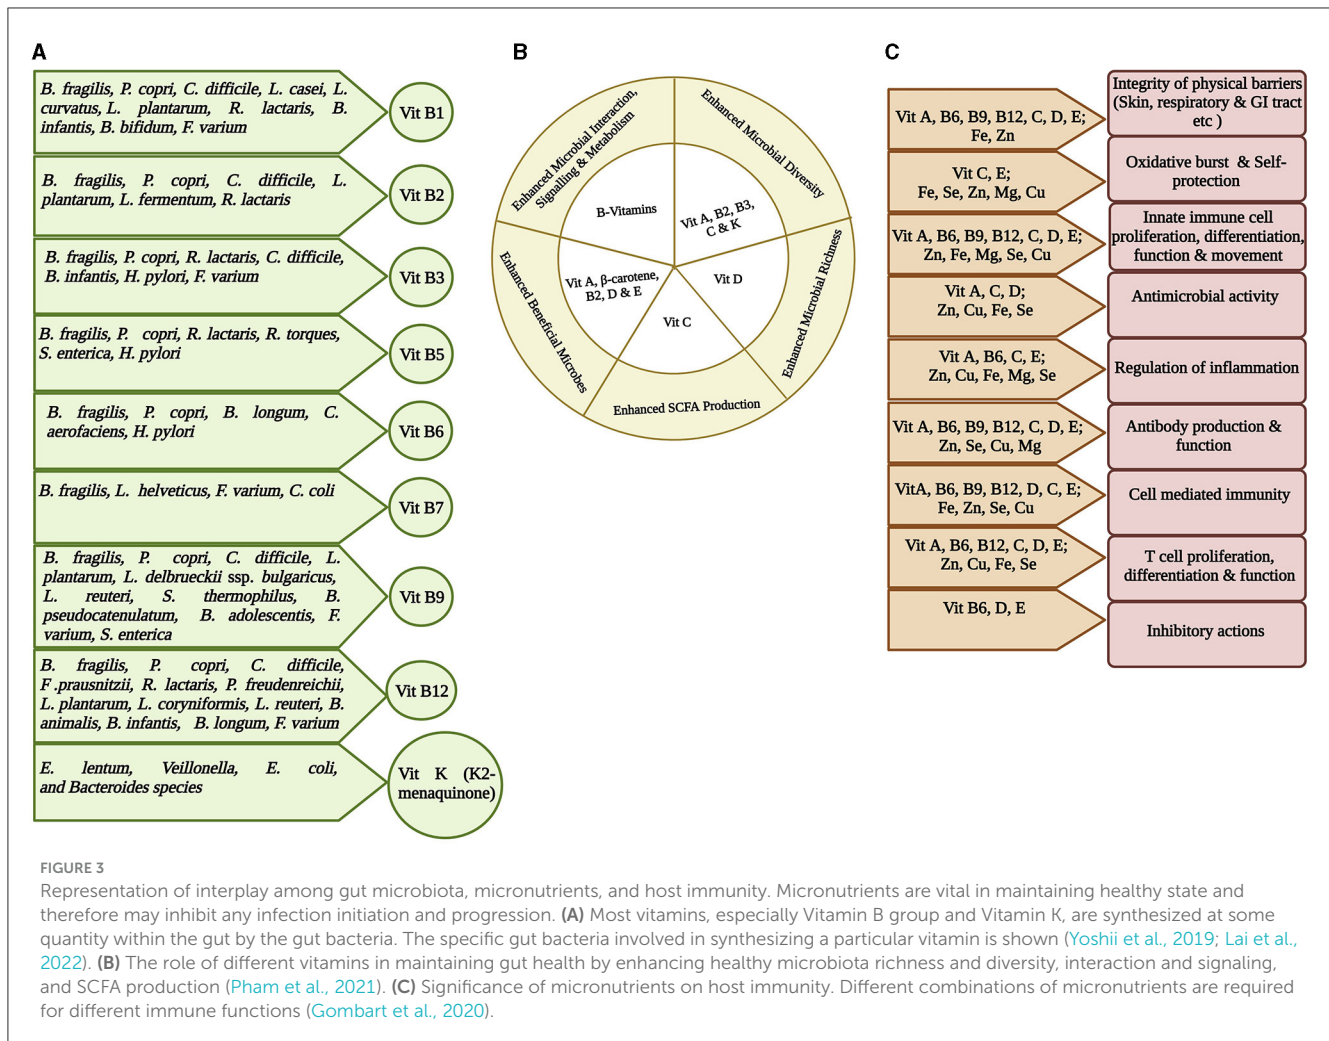 A
B. fragilis, P. copri, C. difficile, L. casei, L.
curvatus, L. plantarum, R. lactaris, B.
infantis, B. bifidum, F. varium
Vit B1
B. fragilis, P. copri, C. difficile, L.
plantarum, L. fermentum, R. lactaris
Vit B2
B. fragilis, P. copri, R. lactaris, C. difficile,
B. infantis, H. pylori, F. varium
Vit B3
B. fragilis, P. copri, R. lactaris, R. torques,
S. enterica, H. pylori
Vit B5
B. fragilis, P. copri, B. longum, C.
aerofaciens, H. pylori
Vit B6
B. fragilis, L. helveticus, F. varium, C. coli
Vit B7
B. fragilis, P. copri, C. difficile, L.
plantarum, L. delbrueckii ssp. bulgaricus,
L. reuteri, S. thermophilus, B.
pseudocatenulatum, B. adolescentis, F.
varium, S. enterica
Vit B9
B. fragilis, P. copri, C. difficile,
F .prausnitzii, R. lactaris, P. freudenreichii,
L. plantarum, L. coryniformis, L. reuteri, B.
animalis, B. infantis, B. longum, F. varium
Vit B12
E. lentum, Veillonella, E. coli,
and Bacteroides species
Vit K (K2-
menaquinone)
B
Enhanced Microbial Interaction,
Signalling & Metabolism
Enhanced Microbial Diversity
Enhanced Microbial Richness
Enhanced SCFA Production
Enhanced Beneficial Microbes
B-Vitamins
Vit A, B2, B3,
C & K
Vit D
Vit C
Vit A, β-carotene,
B2, D & E
C
Vit A, B6, B9, B12, C, D, E;
Fe, Zn
Integrity of physical barriers
(Skin, respiratory & GI tract
etc )
Vit C, E;
Fe, Se, Zn, Mg, Cu
Oxidative burst & Self-
protection
Vit A, B6, B9, B12, C, D, E;
Zn, Fe, Mg, Se, Cu
Innate immune cell
proliferation, differentiation,
function & movement
Vit A, C, D;
Zn, Cu, Fe, Se
Antimicrobial activity
Vit A, B6, C, E;
Zn, Cu, Fe, Mg, Se
Regulation of inflammation
Vit A, B6, B9, B12, C, D, E;
Zn, Se, Cu, Mg
Antibody production &
function
VitA, B6, B9, B12, D, C, E;
Fe, Zn, Se, Cu
Cell mediated immunity
Vit A, B6, B12, C, D, E;
Zn, Cu, Fe, Se
T cell proliferation,
differentiation & function
Vit B6, D, E
Inhibitory actions
FIGURE 3
Representation of interplay among gut microbiota, micronutrients, and host immunity. Micronutrients are vital in maintaining healthy state and
therefore may inhibit any infection initiation and progression. (A) Most vitamins, especially Vitamin B group and Vitamin K, are synthesized at some
quantity within the gut by the gut bacteria. The specific gut bacteria involved in synthesizing a particular vitamin is shown (Yoshii et al., 2019; Lai et al.,
2022). (B) The role of different vitamins in maintaining gut health by enhancing healthy microbiota richness and diversity, interaction and signaling,
and SCFA production (Pham et al., 2021). (C) Significance of micronutrients on host immunity. Different combinations of micronutrients are required
for different immune functions (Gombart et al., 2020).